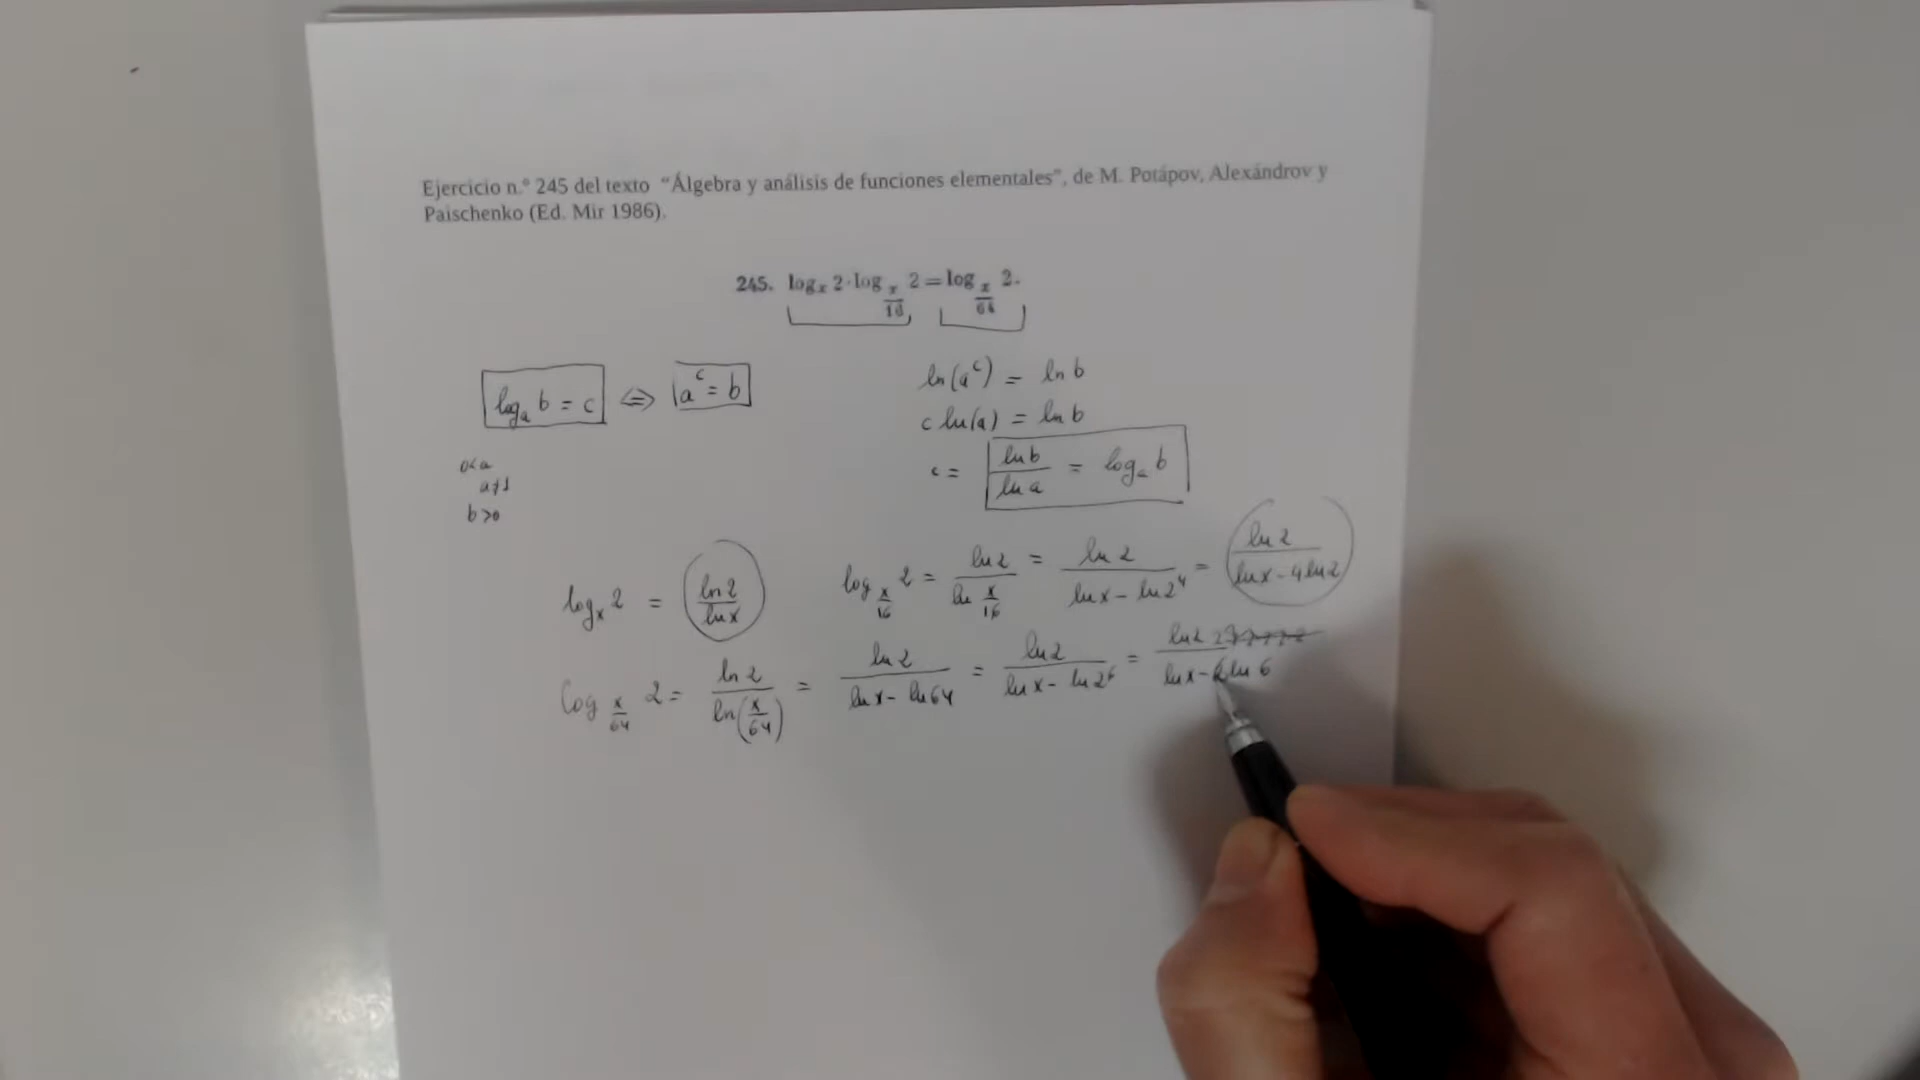 Ejercicio n.º 245 del texto “Álgebra y análisis de funciones elementales”, de M. Potápov, Alexándrov y
Paischenko (Ed. Mir 1986).
245. log_x 2·log_{x/16} 2 = log_{x/64} 2.
log_a b = c ⇔ a^c = b
0<a
a≠1
b>0
ln(a^c) = ln b
c ln(a) = ln b
c = ln b / ln a = log_a b
log_x 2 = ln 2 / ln x
log_{x/16} 2 = ln 2 / ln x/16 = ln 2 / ln x - ln 2^4 = ln 2 / ln x - 4 ln 2
log_{x/64} 2 = ln 2 / ln(x/64) = ln 2 / ln x - ln 64 = ln 2 / ln x - ln 2^6 = ln 2 / ln x - 6 ln 6